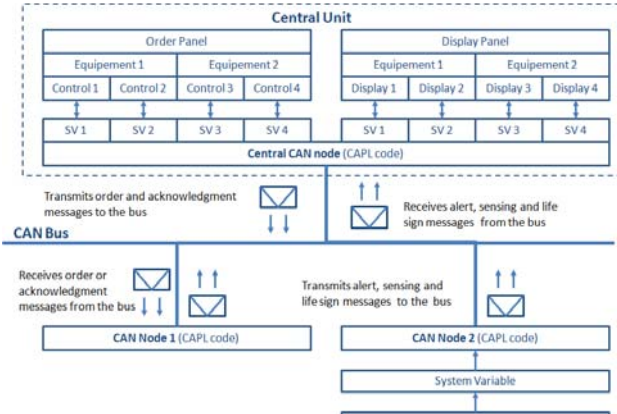 Central Unit
Order Panel
Display Panel
Equipement 1
Equipement 2
Equipement 1
Equipement 2
Control 1
Control 2
Control 3
Control 4
Display 1
Display 2
Display 3
Display 4
SV 1
SV 2
SV 3
SV 4
SV 1
SV 2
SV 3
SV 4
Central CAN node (CAPL code)
Transmits order and acknowledgment
messages to the bus
Receives alert, sensing and life
sign messages from the bus
CAN Bus
Receives order or
acknowledgment
messages from the bus
Transmits alert, sensing and
life sign messages to the bus
CAN Node 1 (CAPL code)
CAN Node 2 (CAPL code)
System Variable